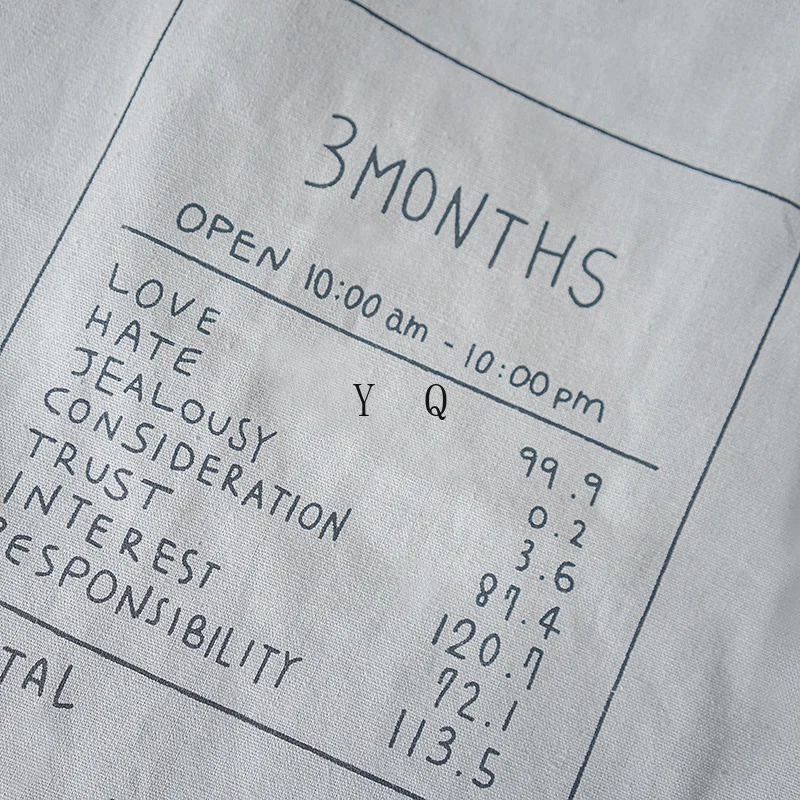 3MONTHS
OPEN 10:00 am - 10:00 pm
LOVE 99.9
HATE 0.2
JEALOUSY 3.6
CONSIDERATION 87.4
TRUST 120.7
INTEREST 72.1
RESPONSIBILITY 113.5
TAL
Y Q